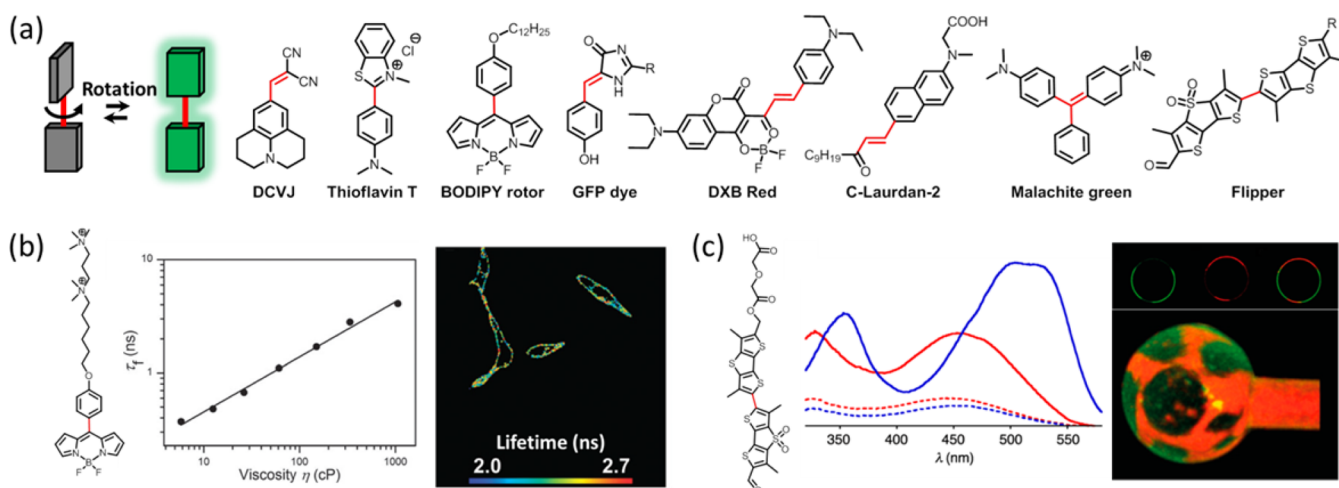 (a)
Rotation
CN
CN
N
DCVJ
S
Cl⊖
N⊕
N
Thioflavin T
O-C12H25
N
N
B
F
F
BODIPY rotor
O
N
R
NH
OH
GFP dye
N
O
O
O
O
B
F
F
N
DXB Red
COOH
N
C9H19
O
C-Laurdan-2
N
N⊕
Malachite green
R
S
S
S
S
O
O
S
S
O
Flipper
(b)
N⊕
N⊕
O
N
N
B
F
F
10
1
τf (ns)
10
100
1000
Viscosity η (cP)
Lifetime (ns)
2.0
2.7
(c)
HO
O
O
O
O
S
S
S
S
S
O
O
S
350
400
450
500
550
λ (nm)